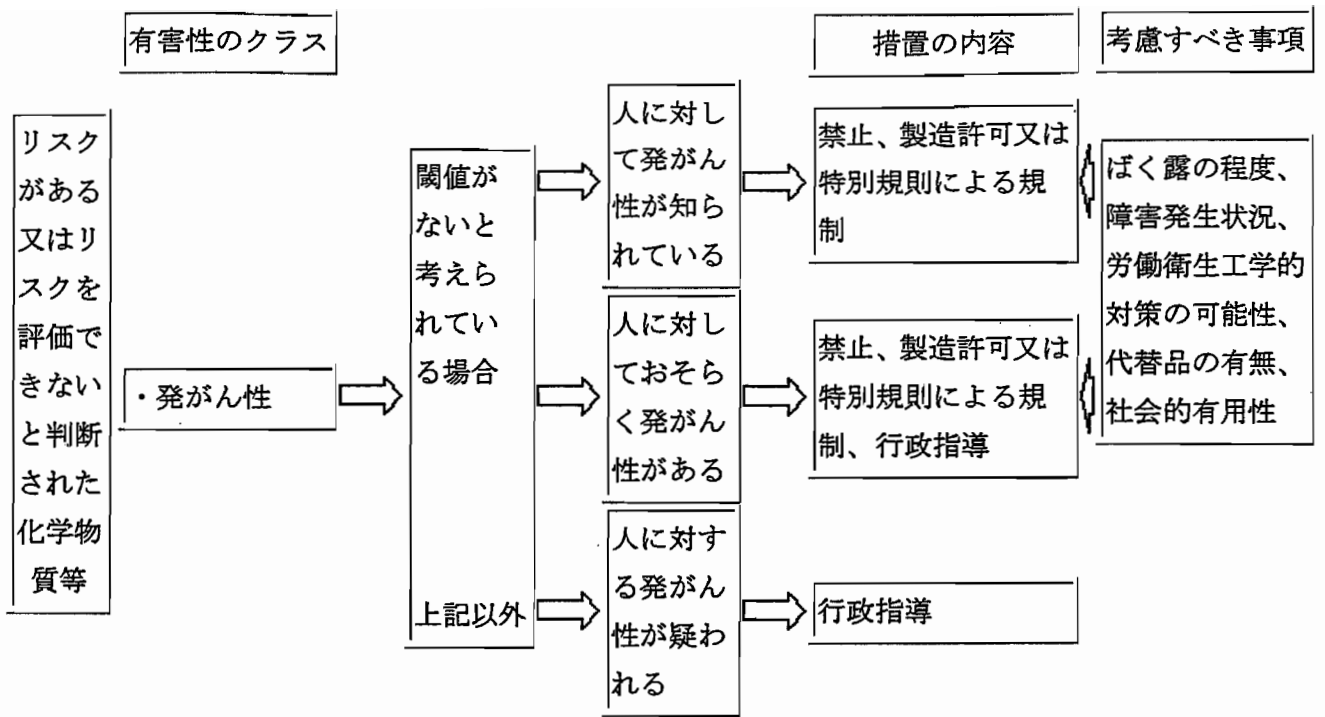 有害性のクラス
措置の内容
考慮すべき事項
リスク
がある
又はリ
スクを
評価で
きない
と判断
された
化学物
質等
・発がん性
閾値が
ないと
考えら
れてい
る場合
上記以外
人に対し
て発がん
性が知ら
れている
人に対し
ておそら
く発がん
性がある
人に対す
る発がん
性が疑わ
れる
禁止、製造許可又は
特別規則による規
制
禁止、製造許可又は
特別規則による規
制、行政指導
行政指導
ばく露の程度、
障害発生状況、
労働衛生工学的
対策の可能性、
代替品の有無、
社会的有用性